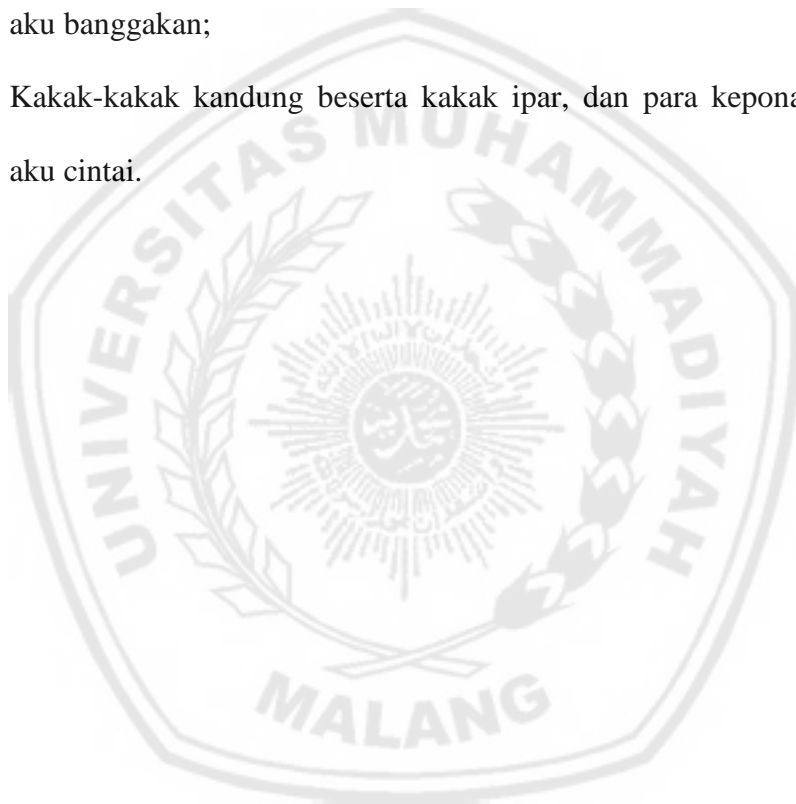 aku banggakan;
Kakak-kakak kandung beserta kakak ipar, dan para kepona
aku cintai.
UNIVERSITAS MUHAMMADIYAH
MALANG